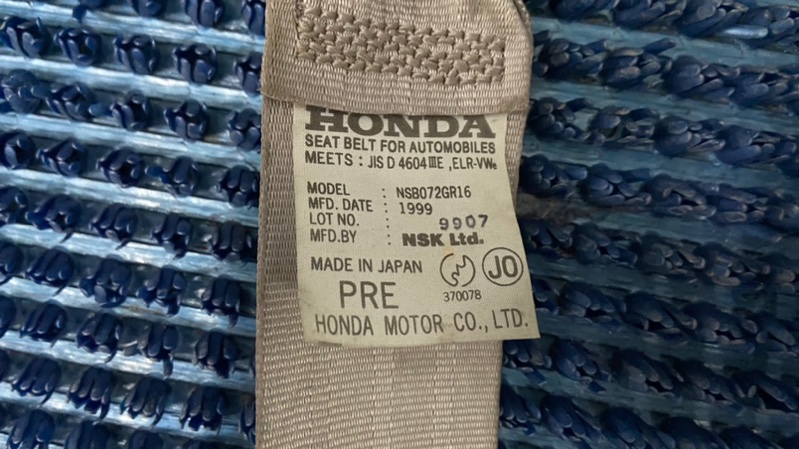 HONDA
SEAT BELT FOR AUTOMOBILES
MEETS : JIS D 4604 III E , ELR-VWe
MODEL : NSB072GR16
MFD. DATE : 1999
LOT NO. : 9907
MFD.BY : NSK Ltd.
MADE IN JAPAN
JO
PRE
370078
HONDA MOTOR CO.,LTD.